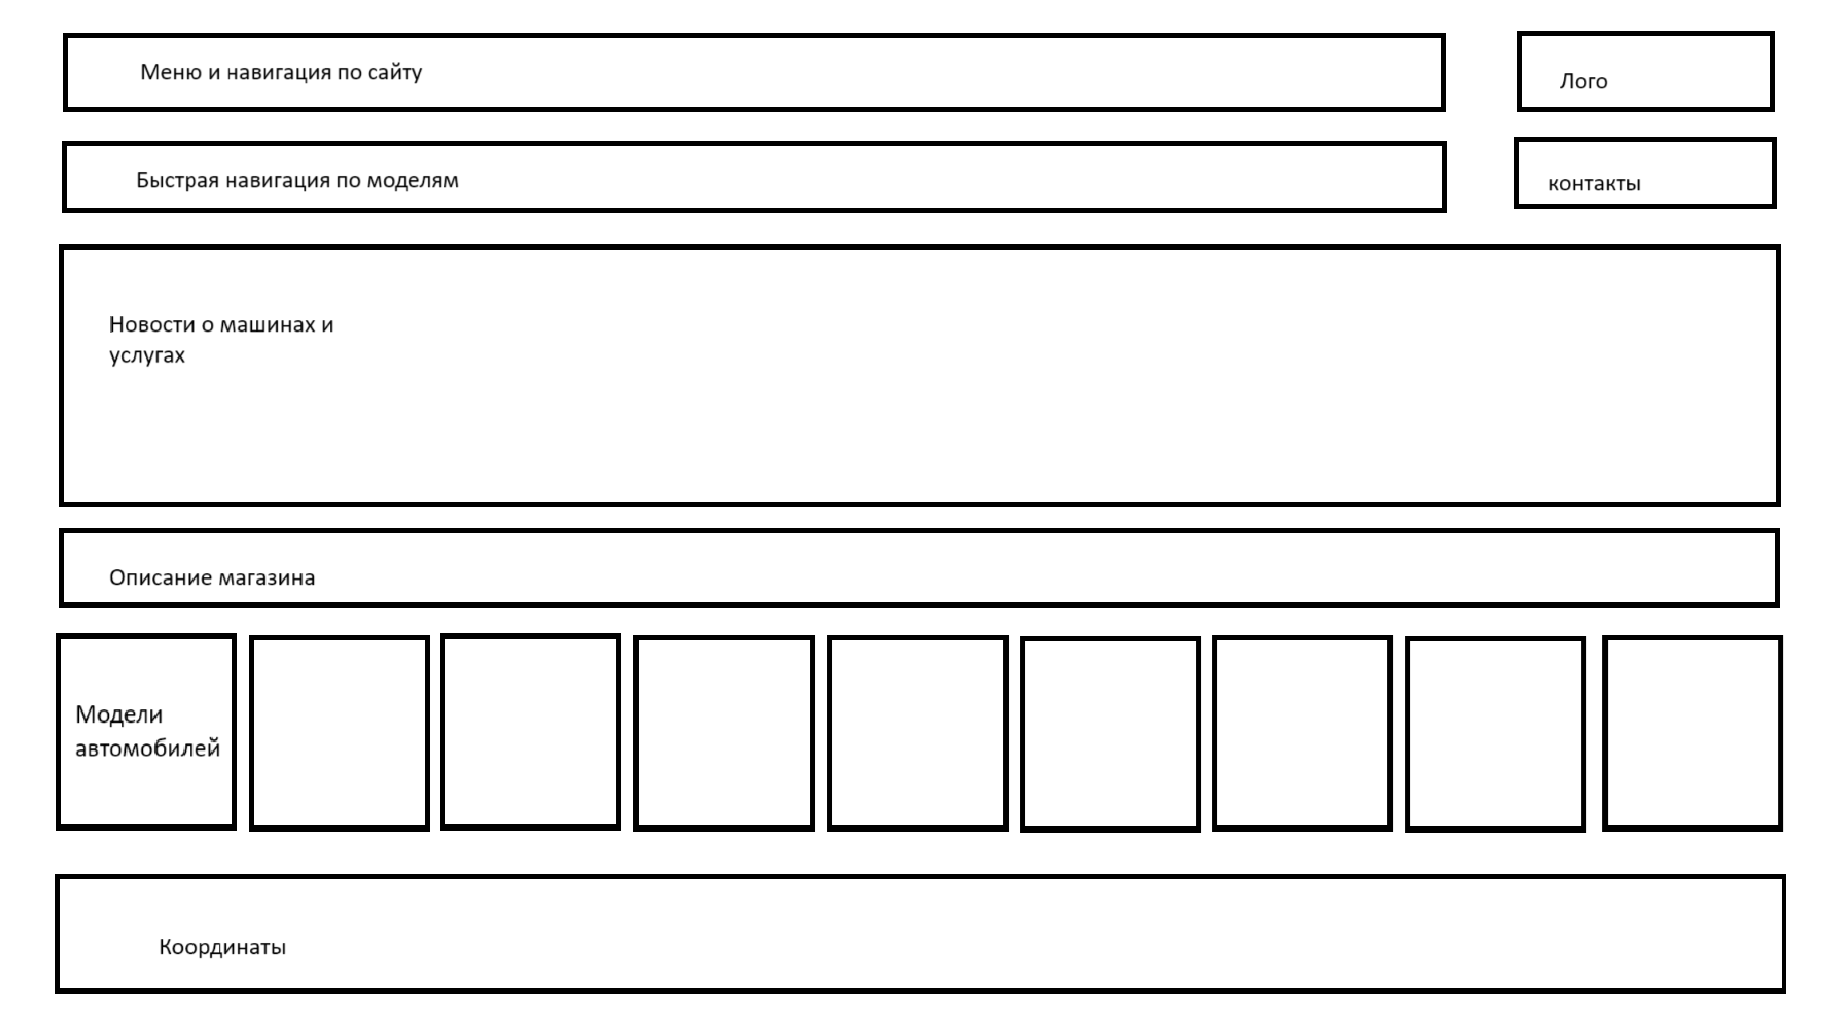 Меню и навигация по сайту
Лого
Быстрая навигация по моделям
контакты
Новости о машинах и
услугах
Описание магазина
Модели
автомобилей
Координаты